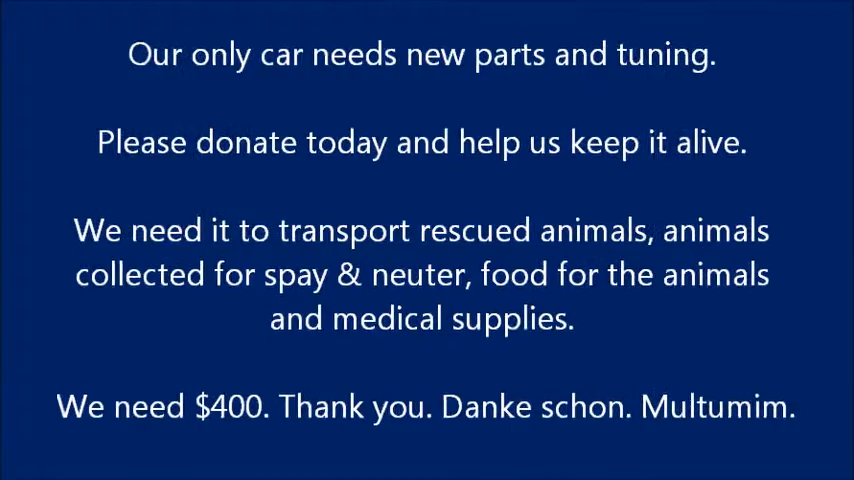 Our only car needs new parts and tuning.
Please donate today and help us keep it alive.
We need it to transport rescued animals, animals
collected for spay & neuter, food for the animals
and medical supplies.
We need $400. Thank you. Danke schon. Multumim.